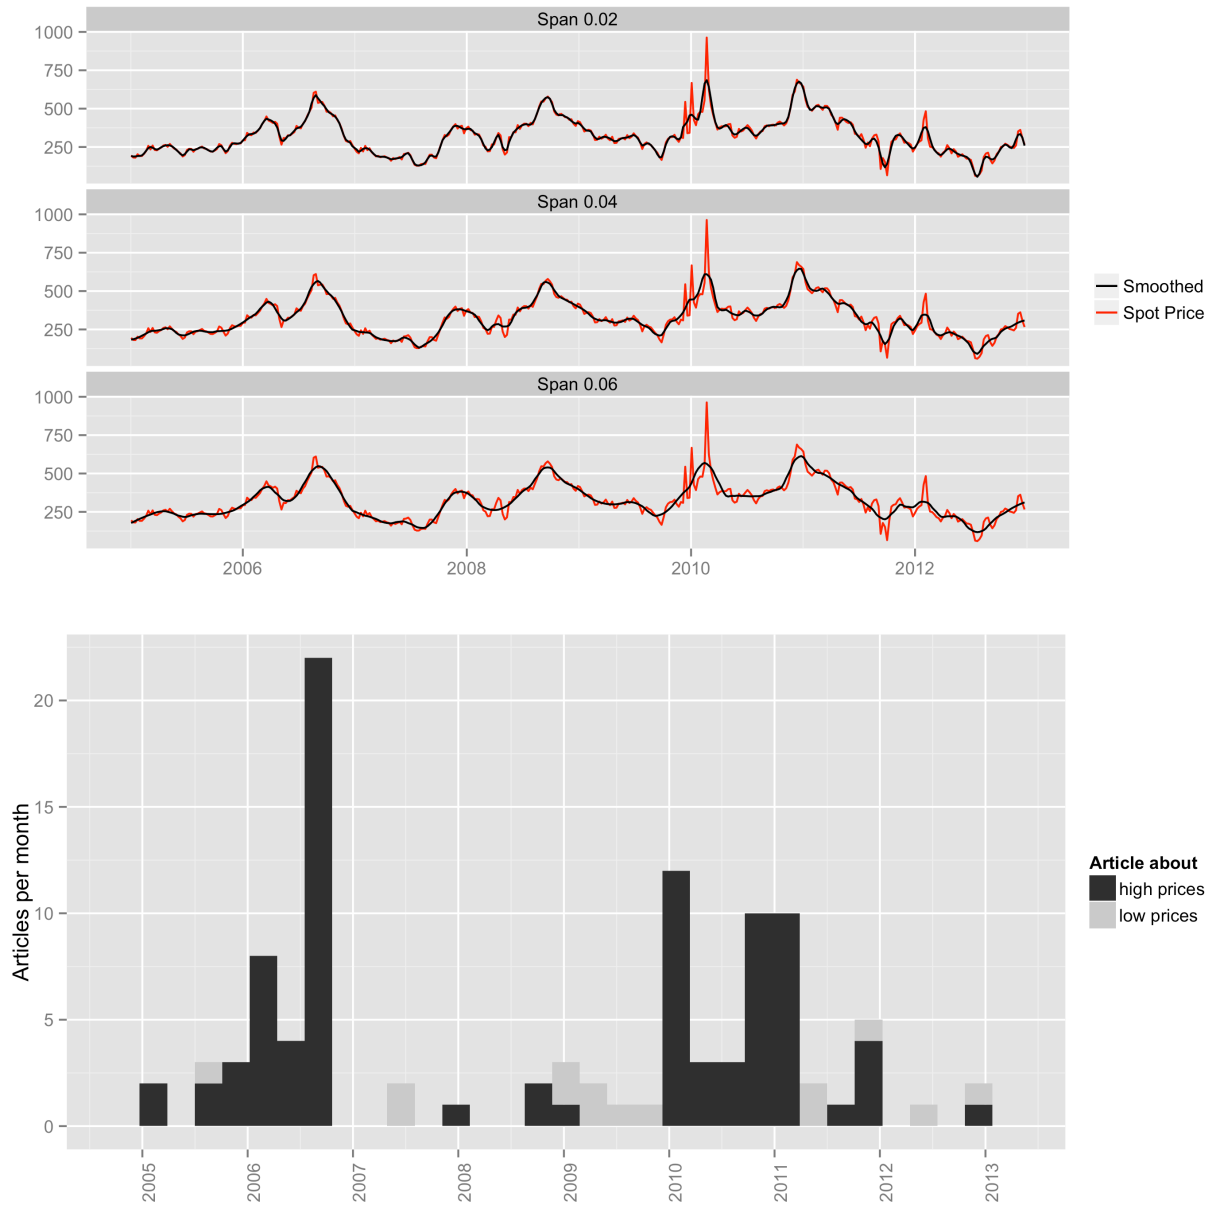 Span 0.02
1000
750
500
250
Span 0.04
1000
750
500
250
Span 0.06
1000
750
500
250
2006 2008 2010 2012
Smoothed
Spot Price
Articles per month
20
15
10
5
0
2005 2006 2007 2008 2009 2010 2011 2012 2013
Article about
high prices
low prices